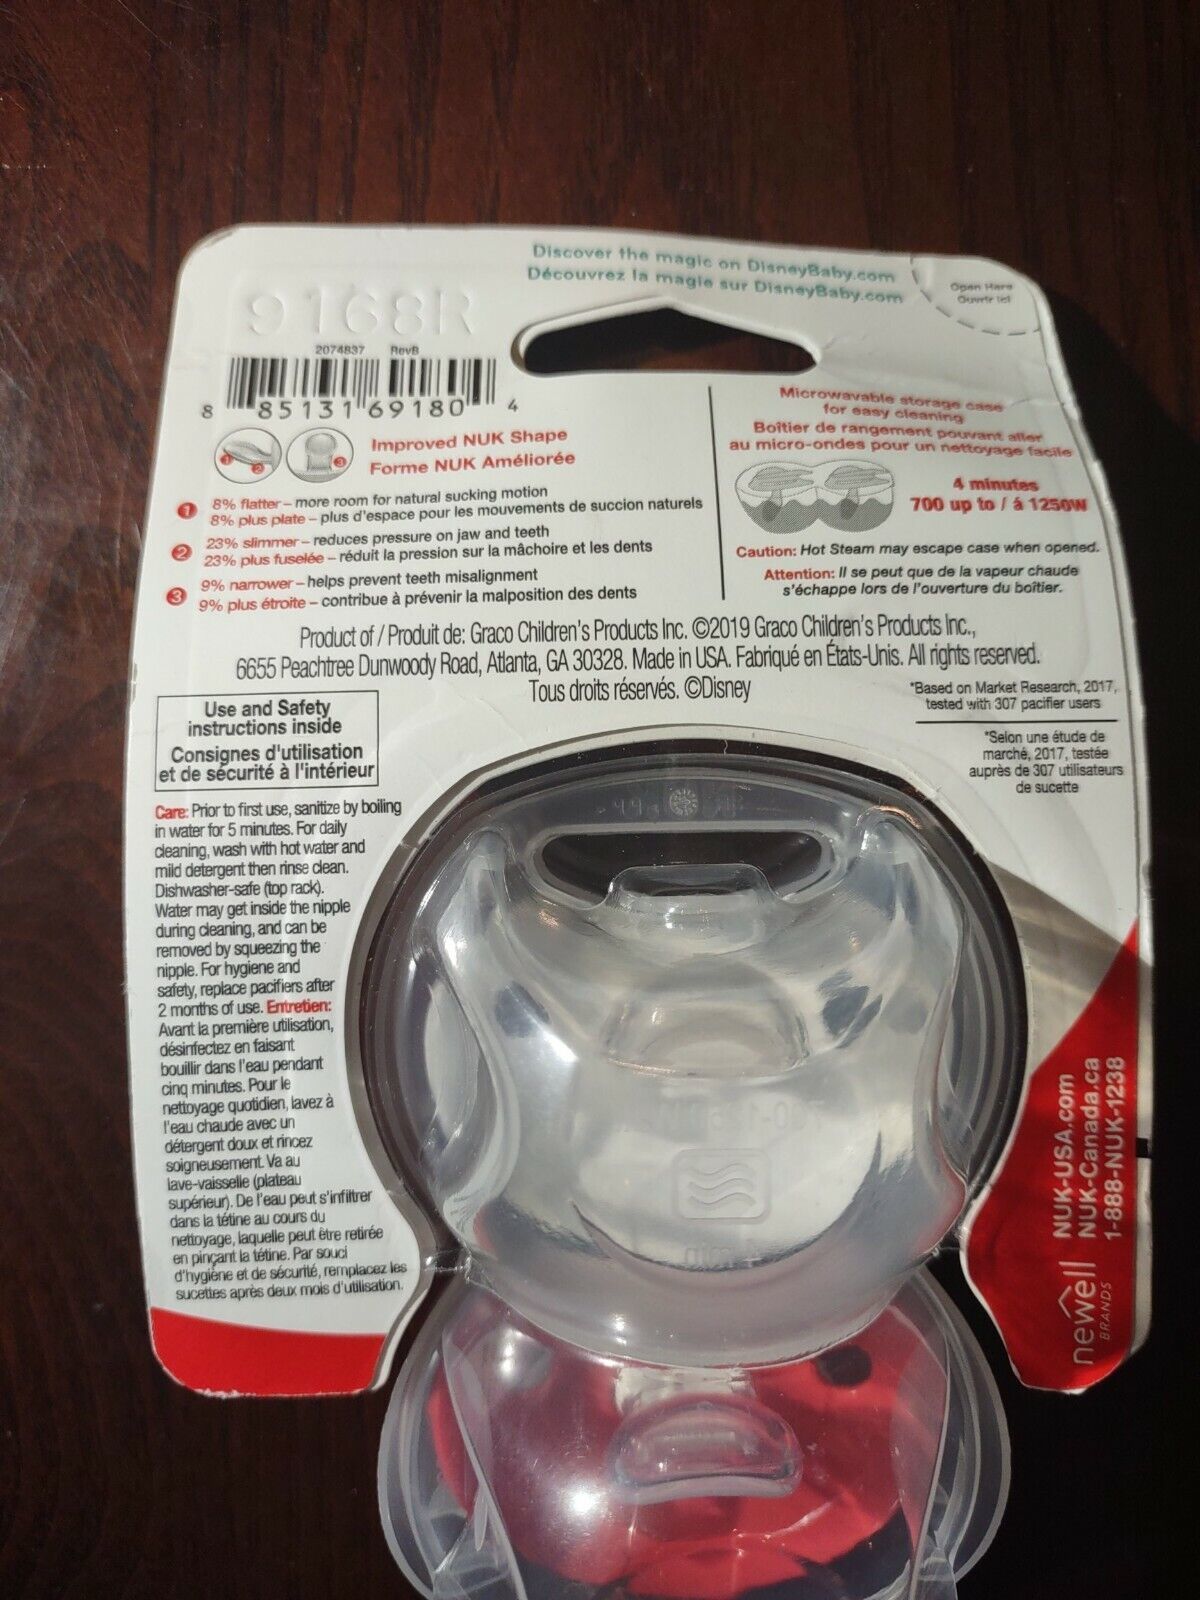 Discover the magic on DisneyBaby.com
Découvrez la magie sur DisneyBaby.com
Open Here
Ouvrir ici
9168R
2074837 RevB
8 85131 69180 4
Improved NUK Shape
Forme NUK Améliorée
1 8% flatter – more room for natural sucking motion
8% plus plate – plus d'espace pour les mouvements de succion naturels
2 23% slimmer – reduces pressure on jaw and teeth
23% plus fuselée – réduit la pression sur la mâchoire et les dents
3 9% narrower – helps prevent teeth misalignment
9% plus étroite – contribue à prévenir la malposition des dents
Microwavable storage case
for easy cleaning
Boîtier de rangement pouvant aller
au micro-ondes pour un nettoyage facile
4 minutes
700 up to / á 1250W
Caution: Hot Steam may escape case when opened.
Attention: Il se peut que de la vapeur chaude
s'échappe lors de l'ouverture du boîtier.
Product of / Produit de: Graco Children's Products Inc. ©2019 Graco Children's Products Inc.,
6655 Peachtree Dunwoody Road, Atlanta, GA 30328. Made in USA. Fabriqué en États-Unis. All rights reserved.
Tous droits réservés. ©Disney
*Based on Market Research, 2017,
tested with 307 pacifier users
*Selon une étude de
marché, 2017, testée
auprès de 307 utilisateurs
de sucette
Use and Safety
instructions inside
Consignes d'utilisation
et de sécurité à l'intérieur
Care: Prior to first use, sanitize by boiling
in water for 5 minutes. For daily
cleaning, wash with hot water and
mild detergent then rinse clean.
Dishwasher-safe (top rack).
Water may get inside the nipple
during cleaning, and can be
removed by squeezing the
nipple. For hygiene and
safety, replace pacifiers after
2 months of use. Entretien:
Avant la première utilisation,
désinfectez en faisant
bouillir dans l'eau pendant
cinq minutes. Pour le
nettoyage quotidien, lavez à
l'eau chaude avec un
détergent doux et rincez
soigneusement. Va au
lave-vaisselle (plateau
supérieur). De l'eau peut s'infiltrer
dans la tétine au cours du
nettoyage, laquelle peut être retirée
en pinçant la tétine. Par souci
d'hygiène et de sécurité, remplacez les
sucettes après deux mois d'utilisation.
newell
BRANDS
NUK-USA.com
NUK-Canada.ca
1-888-NUK-1238